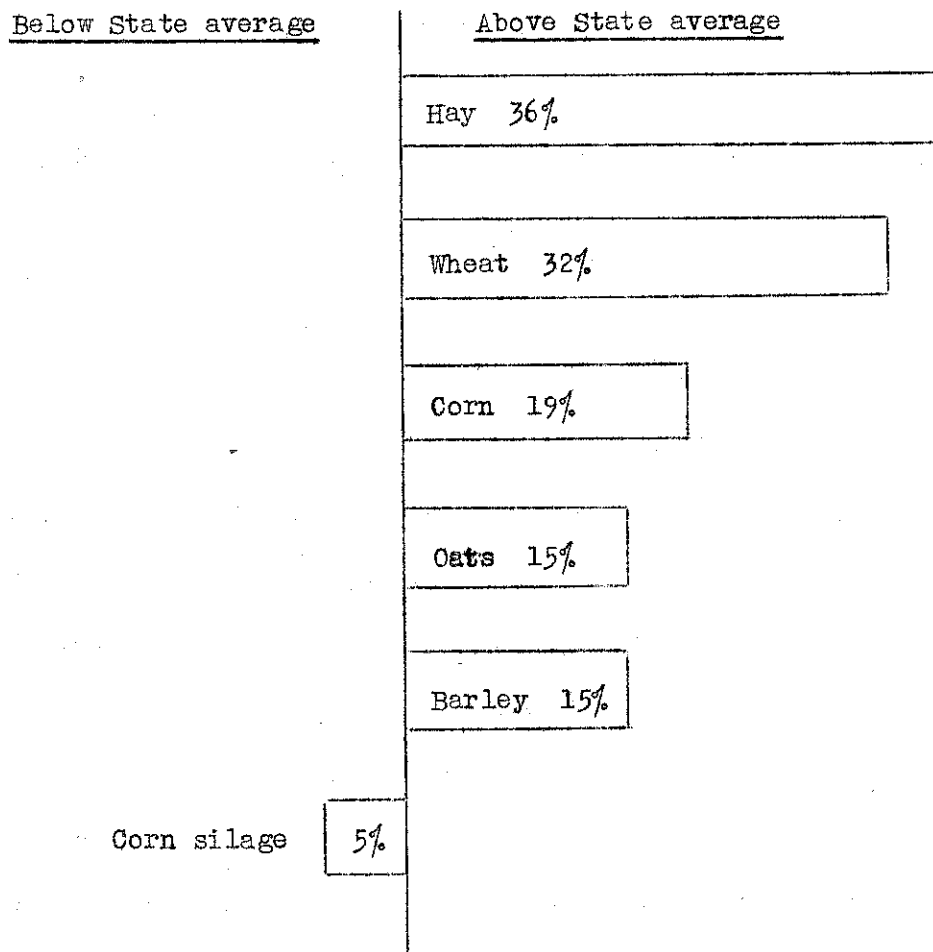 Below State average
Above State average
Hay 36%
Wheat 32%
Corn 19%
Oats 15%
Barley 15%
Corn silage 5%